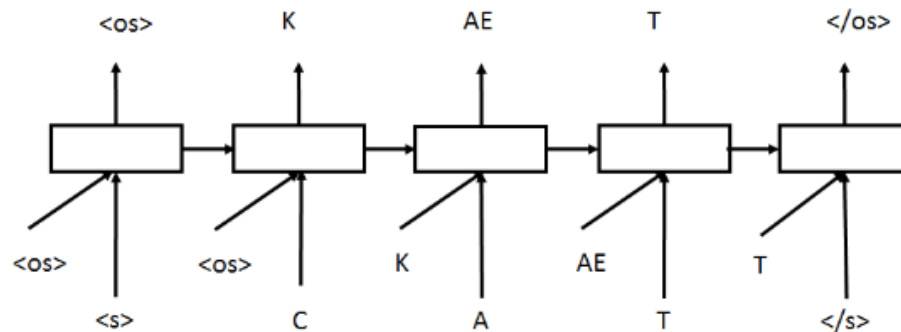 <os> K AE T </os>
<os> <os> K AE T
<s> C A T </s>